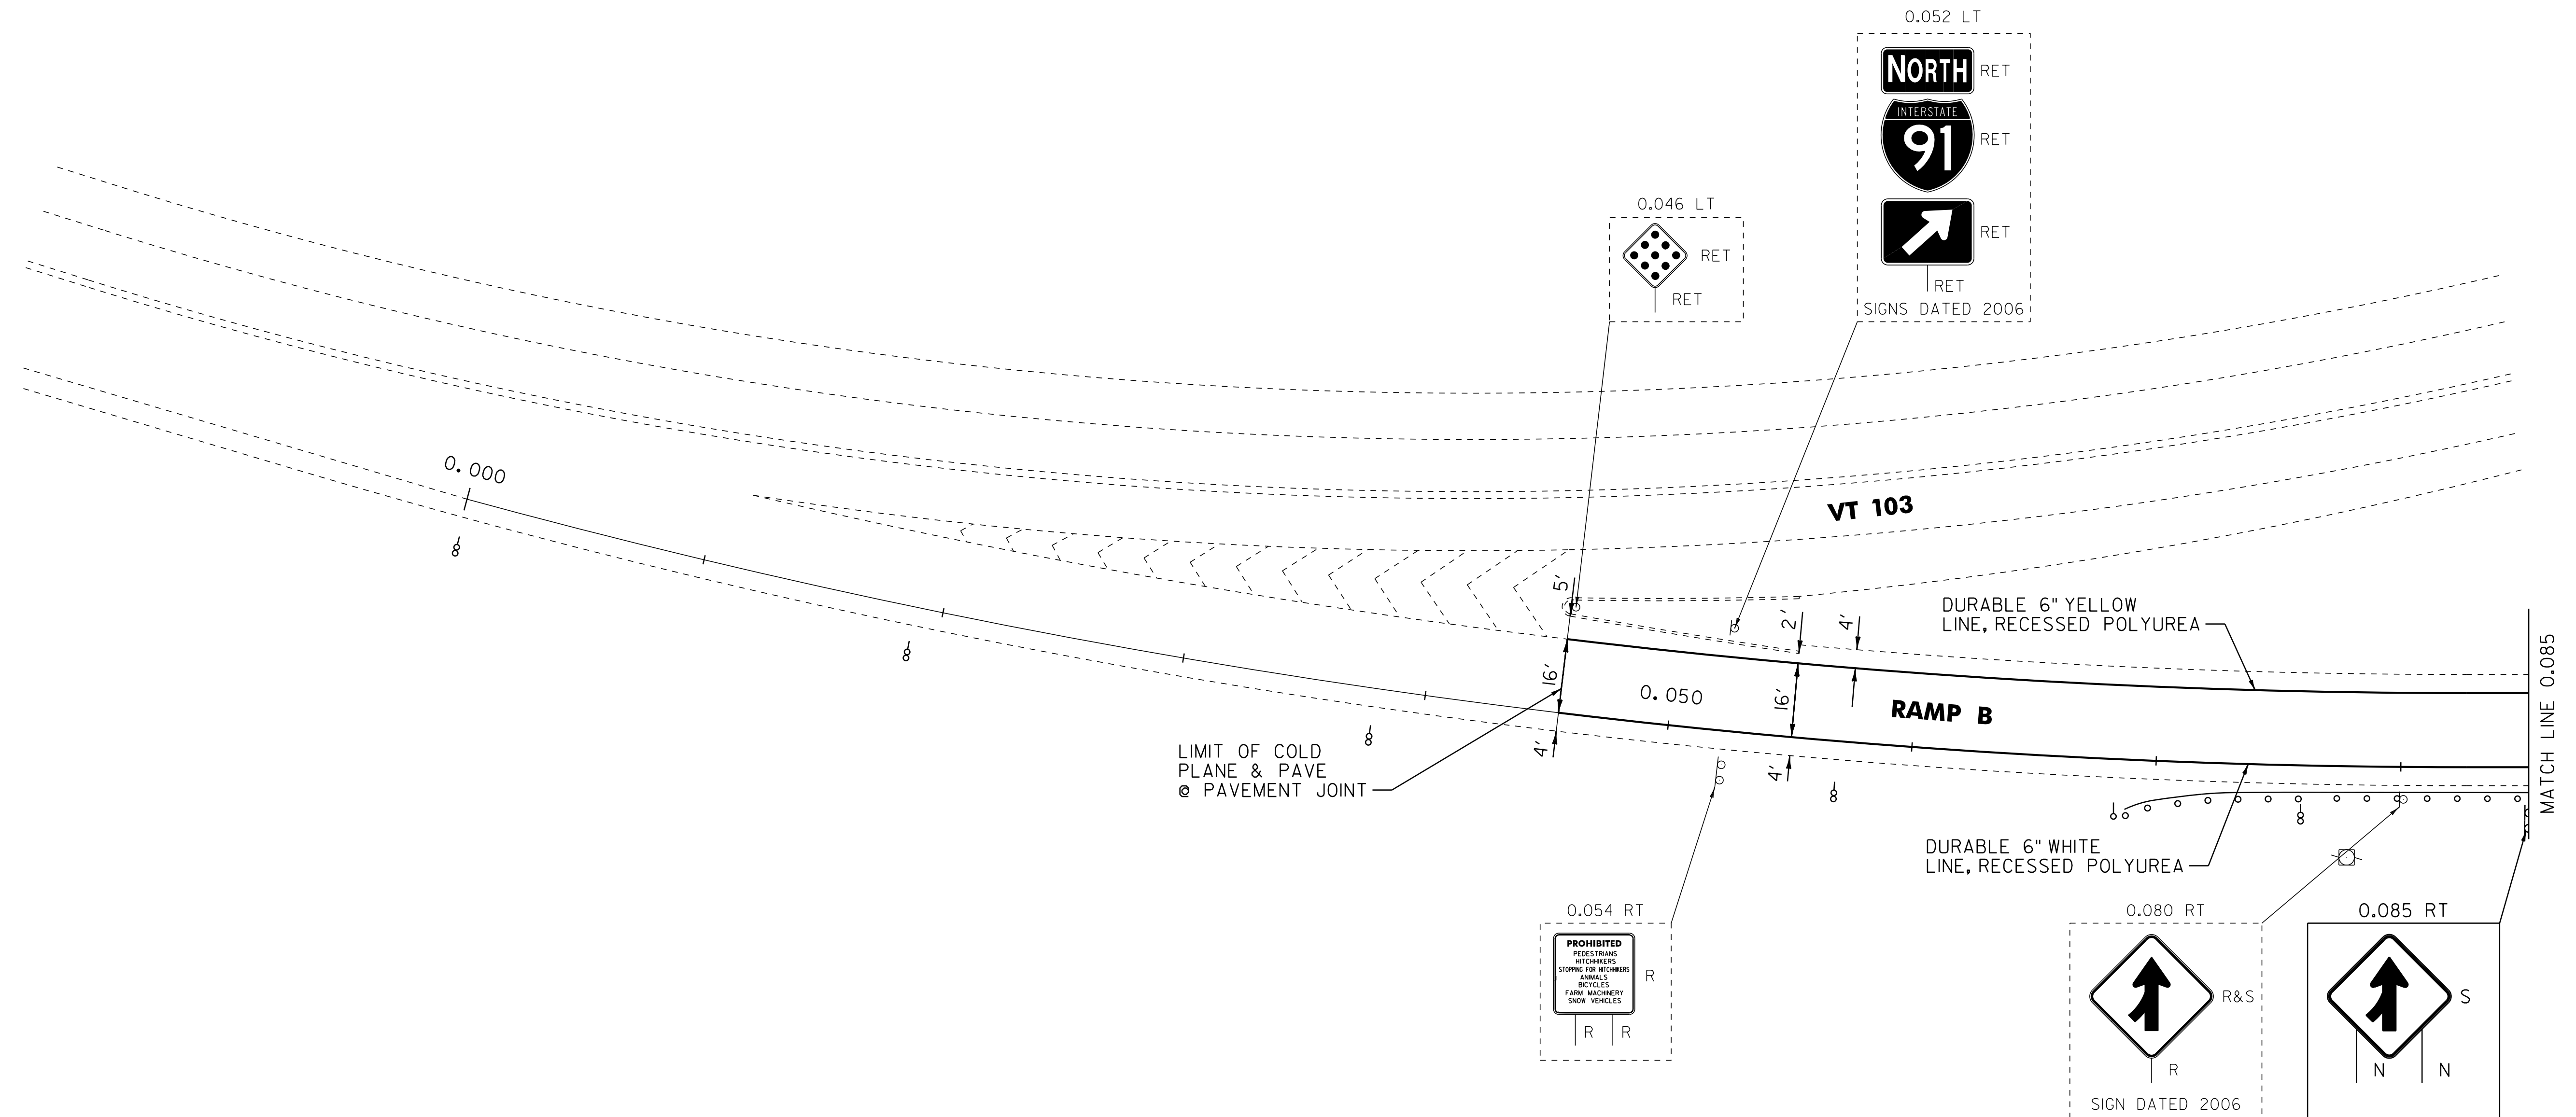 0.052 LT
NORTH RET
INTERSTATE
91 RET
RET
RET
SIGNS DATED 2006
0.046 LT
RET
RET
0.000
VT 103
5'
2'
4'
DURABLE 6" YELLOW
LINE, RECESSED POLYUREA
16'
0.050
16'
RAMP B
4'
4'
LIMIT OF COLD
PLANE & PAVE
@ PAVEMENT JOINT
MATCH LINE 0.085
DURABLE 6" WHITE
LINE, RECESSED POLYUREA
0.054 RT
PROHIBITED
PEDESTRIANS
HITCHHIKERS
STOPPING FOR HITCHHIKERS
ANIMALS
BICYCLES
FARM MACHINERY
SNOW VEHICLES
R
R R
0.080 RT
R&S
R
SIGN DATED 2006
0.085 RT
S
N N